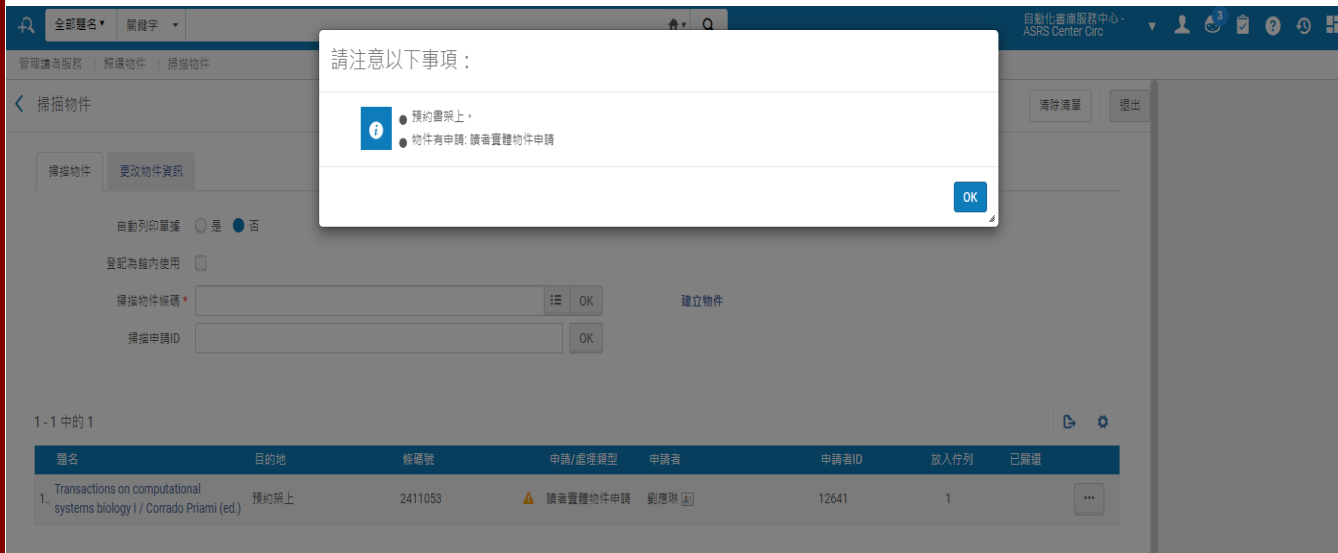 全部題名
關鍵字
自動化書庫服務中心 -
ASRS Center Circ
3
管理讀者服務 | 歸還物件 | 掃描物件
請注意以下事項：
預約書架上，
物件有申請: 讀者實體物件申請
OK
掃描物件
清除清單
退出
掃描物件
更改物件資訊
自動列印單據 是 否
登記為館內使用
掃描物件條碼 *
OK
建立物件
掃描申請ID
OK
1 - 1 中的 1
題名 目的地 條碼號 申請/處理類型 申請者 申請者ID 放入佇列 已歸還
1.. Transactions on computational
systems biology I / Corrado Priami (ed.)
預約架上 2411053 讀者實體物件申請 劉應琳 12641 1